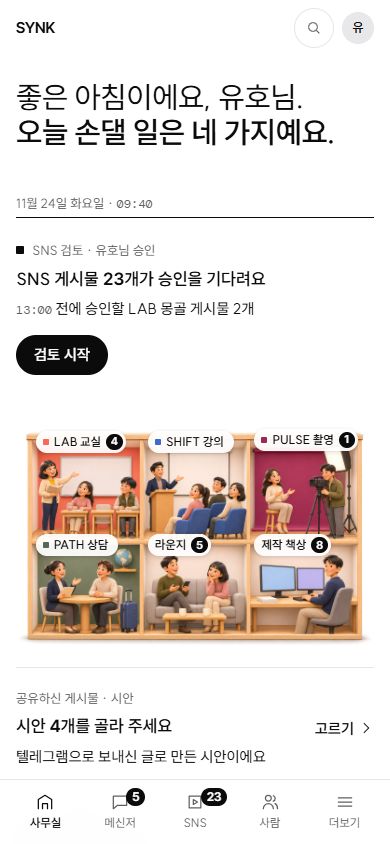 SYNK
유
좋은 아침이에요, 유호님.
오늘 손댈 일은 네 가지예요.
11월 24일 화요일 · 09:40
SNS 검토 · 유호님 승인
SNS 게시물 23개가 승인을 기다려요
13:00 전에 승인할 LAB 몽골 게시물 2개
검토 시작
LAB 교실 4
SHIFT 강의
PULSE 촬영 1
PATH 상담
라운지 5
제작 책상 8
공유하신 게시물 · 시안
시안 4개를 골라 주세요
고르기
텔레그램으로 보내신 글로 만든 시안이에요
5
23
사무실
메신저
SNS
사람
더보기